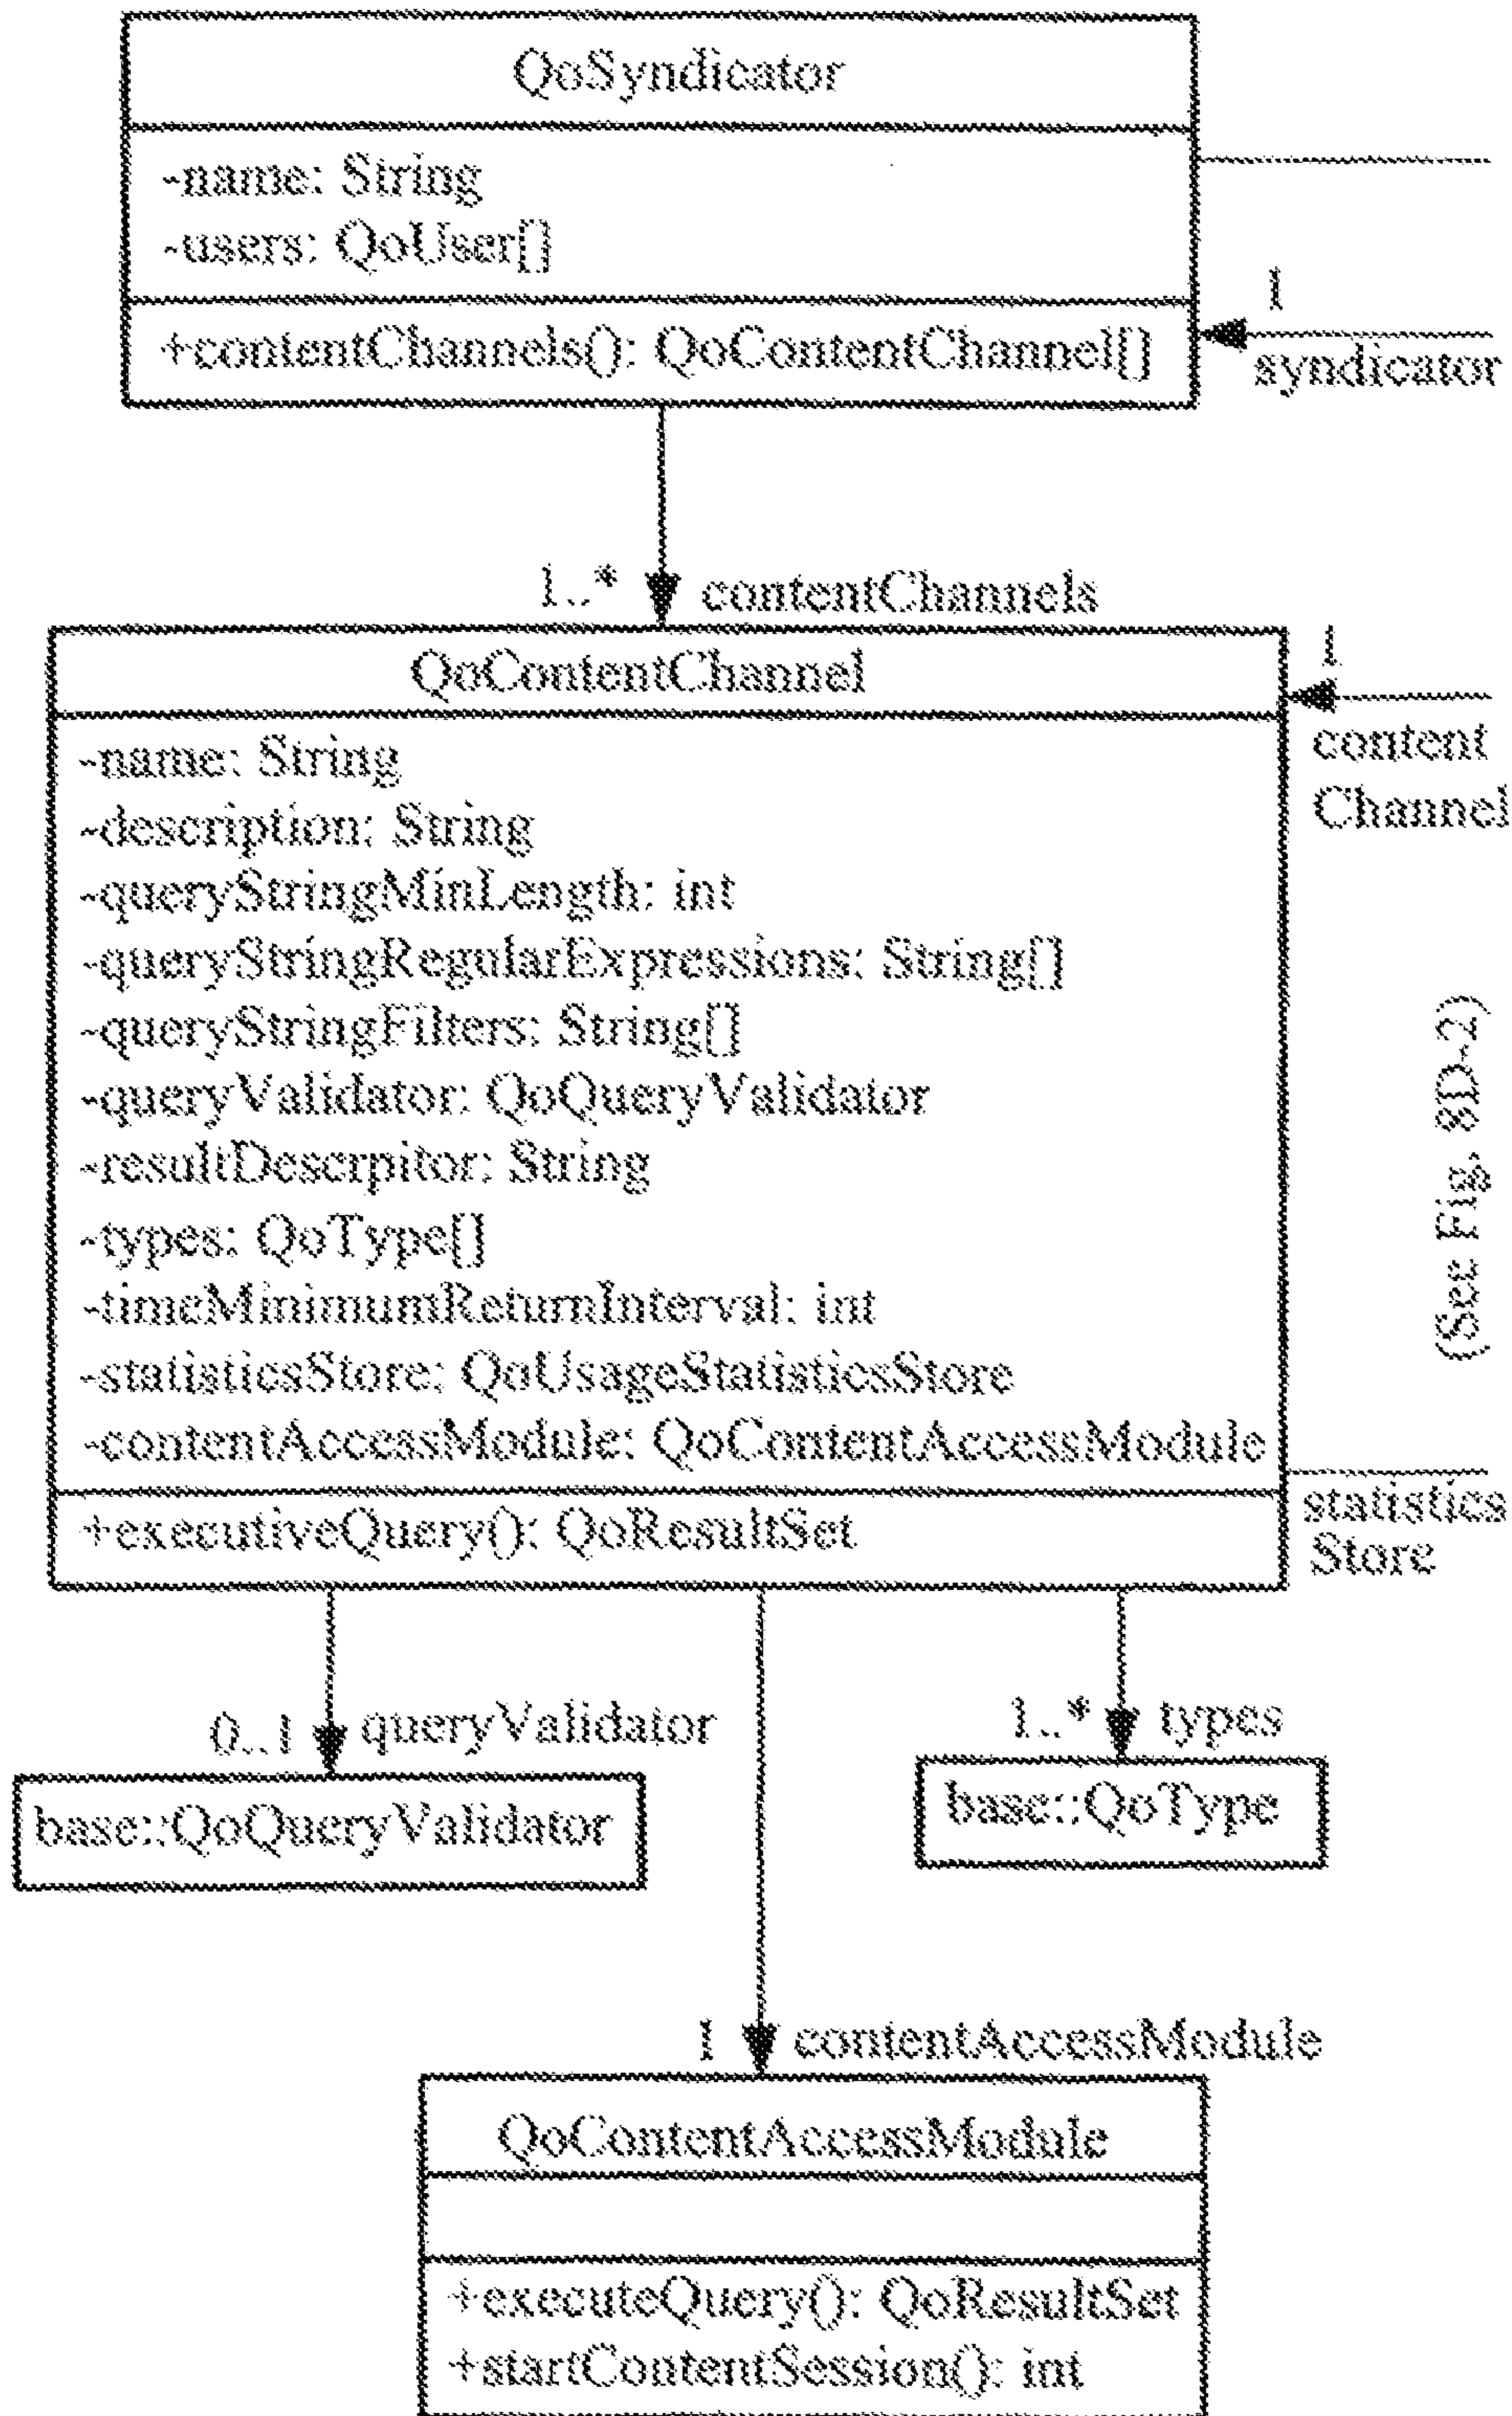 QoSyndicator
-name: String
-users: QoUser[]
+contentChannels(): QoContentChannel[]
1
syndicator
1..* contentChannels
QoContentChannel
-name: String
-description: String
-queryStringMinLength: int
-queryStringRegularExpressions: String[]
-queryStringFilters: String[]
-queryValidator: QoQueryValidator
-resultDescrpitor: String
-types: QoType[]
-timeMinimumReturnInterval: int
-statisticsStore: QoUsageStatisticsStore
-contentAccessModule: QoContentAccessModule
+executiveQuery(): QoResultSet
1
content
Channel
(See Fig. 8D-2)
statistics
Store
0..1 queryValidator
base::QoQueryValidator
1..* types
base::QoType
1 contentAccessModule
QoContentAccessModule
+executeQuery(): QoResultSet
+startContentSession(): int